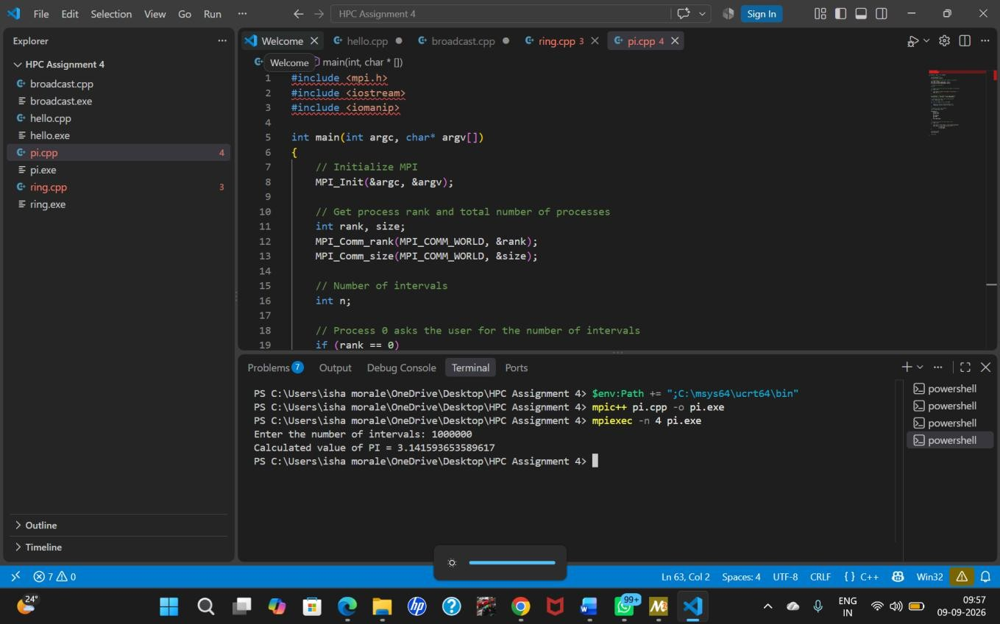 File Edit Selection View Go Run ···
HPC Assignment 4
Sign In
Explorer ···
HPC Assignment 4
broadcast.cpp
broadcast.exe
hello.cpp
hello.exe
pi.cpp 4
pi.exe
ring.cpp 3
ring.exe
Outline
Timeline
Welcome hello.cpp broadcast.cpp ring.cpp 3 pi.cpp 4
Welcome main(int, char * [])
1 #include <mpi.h>
2 #include <iostream>
3 #include <iomanip>
4
5 int main(int argc, char* argv[])
6 {
7 // Initialize MPI
8 MPI_Init(&argc, &argv);
9
10 // Get process rank and total number of processes
11 int rank, size;
12 MPI_Comm_rank(MPI_COMM_WORLD, &rank);
13 MPI_Comm_size(MPI_COMM_WORLD, &size);
14
15 // Number of intervals
16 int n;
17
18 // Process 0 asks the user for the number of intervals
19 if (rank == 0)
Problems 7 Output Debug Console Terminal Ports
PS C:\Users\isha morale\OneDrive\Desktop\HPC Assignment 4> $env:Path += ";C:\msys64\ucrt64\bin"
PS C:\Users\isha morale\OneDrive\Desktop\HPC Assignment 4> mpic++ pi.cpp -o pi.exe
PS C:\Users\isha morale\OneDrive\Desktop\HPC Assignment 4> mpiexec -n 4 pi.exe
Enter the number of intervals: 1000000
Calculated value of PI = 3.141593653589617
PS C:\Users\isha morale\OneDrive\Desktop\HPC Assignment 4>
powershell
powershell
powershell
powershell
7 0 Ln 63, Col 2 Spaces: 4 UTF-8 CRLF { } C++ Win32
24°
99+
ENG
IN
09:57
09-09-2026